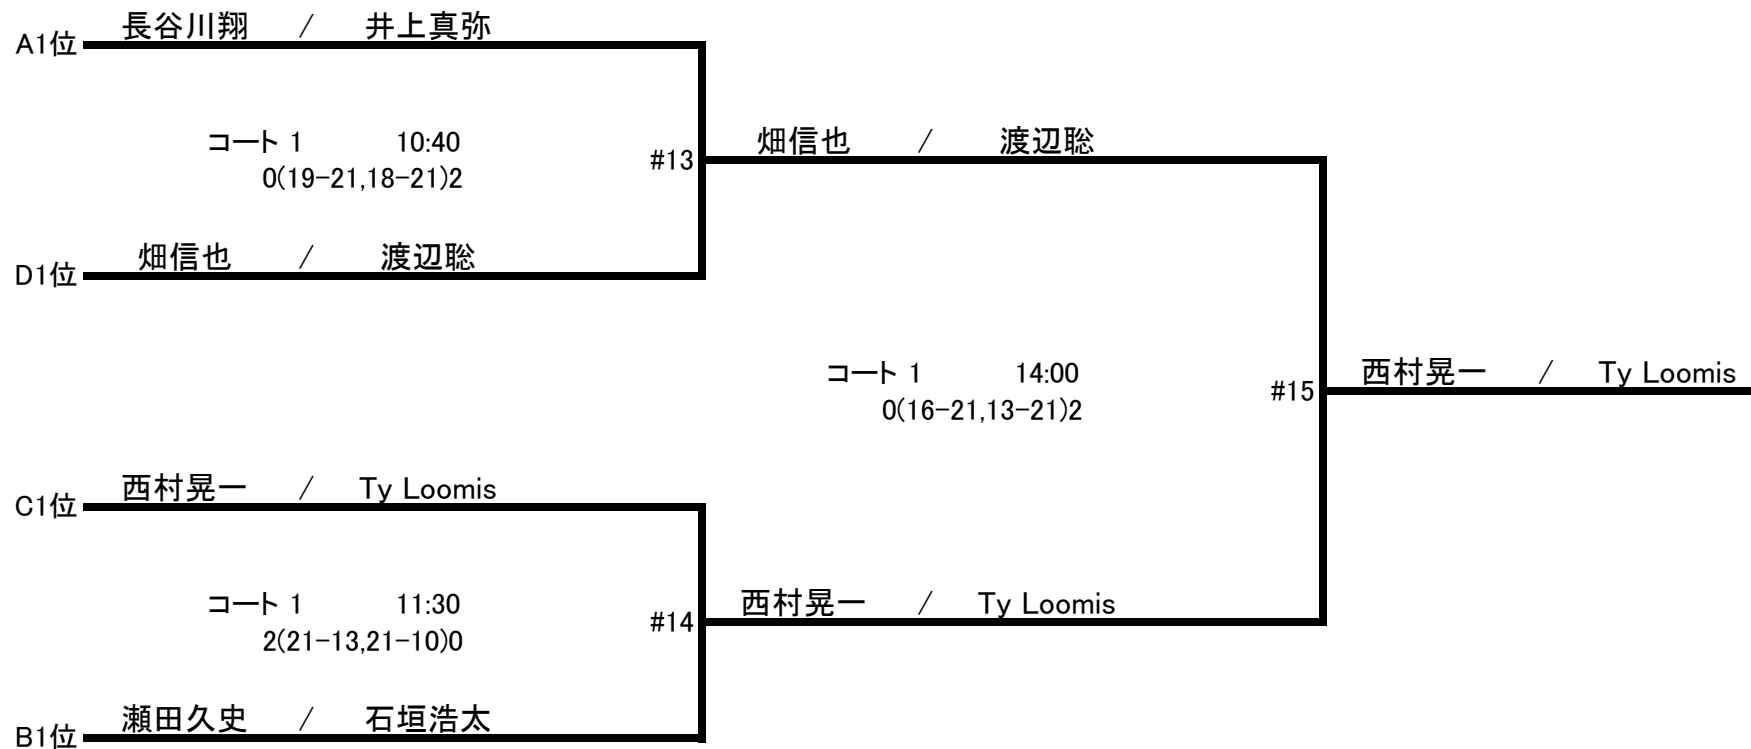 A1位 長谷川翔 / 井上真弥
コート 1 10:40
0(19-21,18-21)2
#13 畑信也 / 渡辺聡
D1位 畑信也 / 渡辺聡
コート 1 14:00
0(16-21,13-21)2
#15 西村晃一 / Ty Loomis
C1位 西村晃一 / Ty Loomis
コート 1 11:30
2(21-13,21-10)0
#14 西村晃一 / Ty Loomis
B1位 瀬田久史 / 石垣浩太